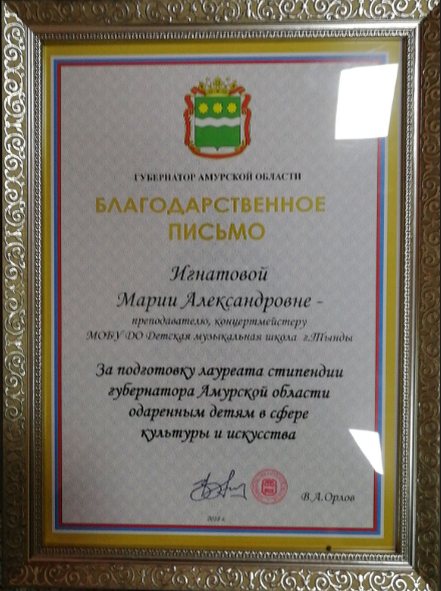 ГУБЕРНАТОР АМУРСКОЙ ОБЛАСТИ
БЛАГОДАРСТВЕННОЕ
ПИСЬМО
Игнатовой
Марии Александровне -
преподавателю, концертмейстеру
МОБУ ДО Детская музыкальная школа г.Тынды
За подготовку лауреата стипендии
губернатора Амурской области
одаренным детям в сфере
культуры и искусства
В.А.Орлов